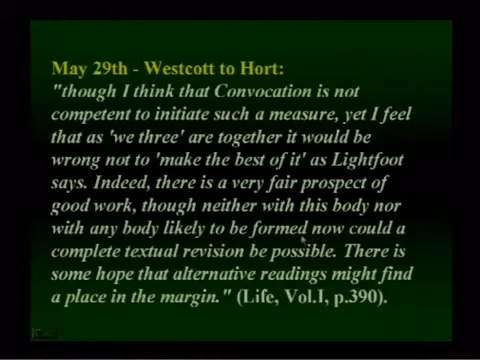 May 29th - Westcott to Hort:
"though I think that Convocation is not
competent to initiate such a measure, yet I feel
that as 'we three' are together it would be
wrong not to 'make the best of it' as Lightfoot
says. Indeed, there is a very fair prospect of
good work, though neither with this body nor
with any body likely to be formed now could a
complete textual revision be possible. There is
some hope that alternative readings might find
a place in the margin." (Life, Vol.I, p.390).